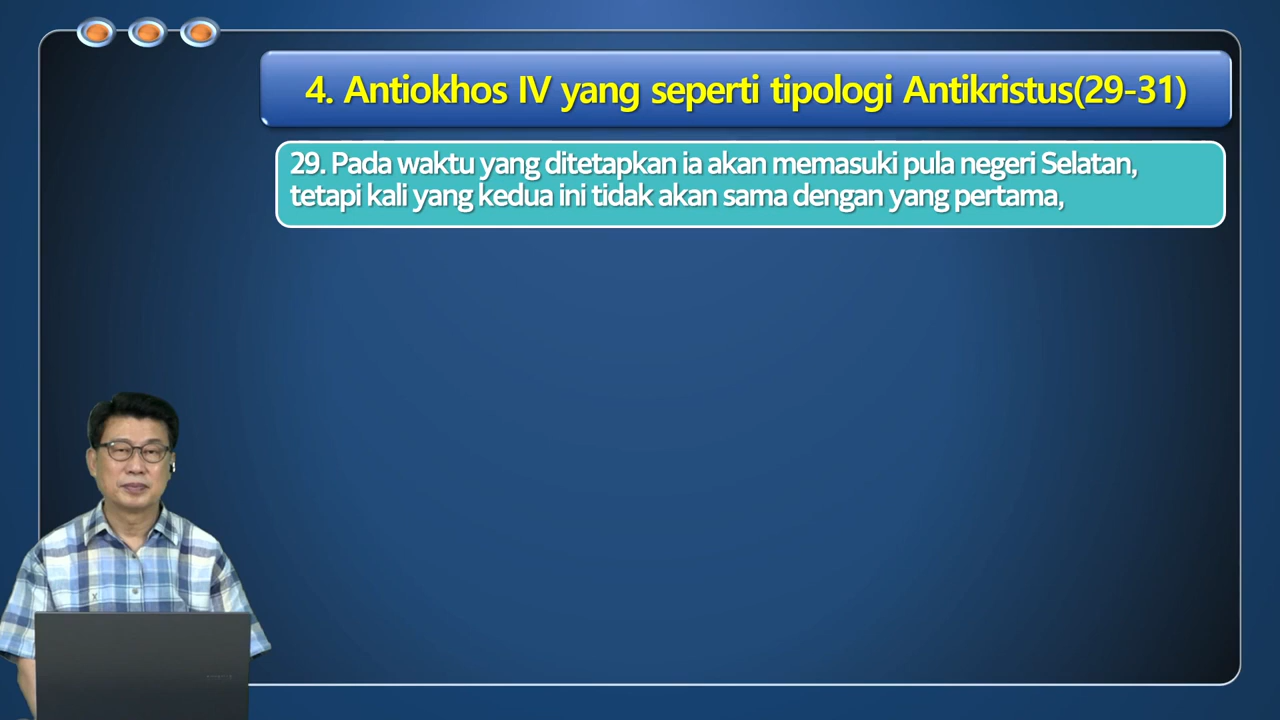 4. Antiokhos IV yang seperti tipologi Antikristus(29-31)
29. Pada waktu yang ditetapkan ia akan memasuki pula negeri Selatan,
tetapi kali yang kedua ini tidak akan sama dengan yang pertama,